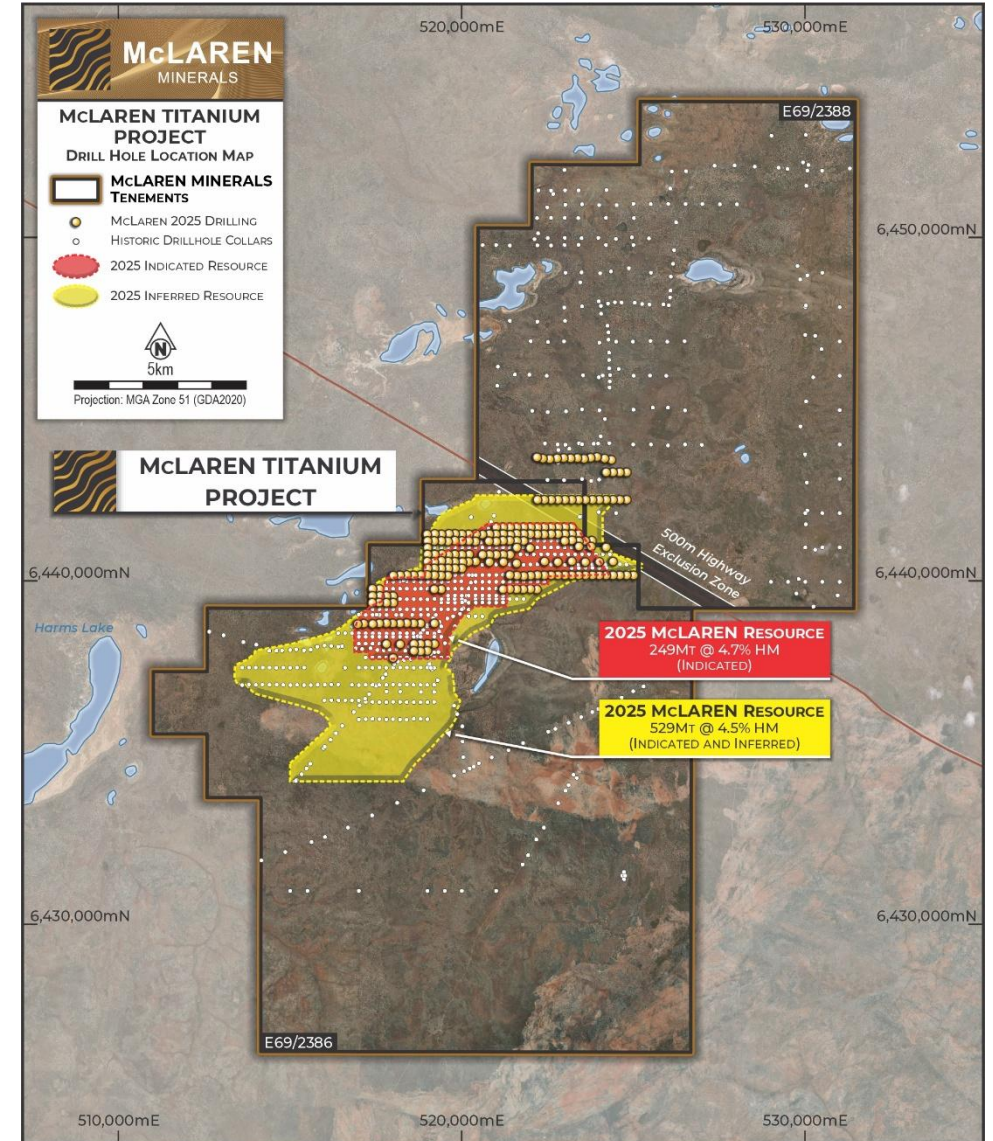 520,000mE
530,000mE
McLAREN
MINERALS
McLAREN TITANIUM
PROJECT
DRILL HOLE LOCATION MAP
McLAREN MINERALS
TENEMENTS
McLAREN 2025 DRILLING
HISTORIC DRILLHOLE COLLARS
2025 INDICATED RESOURCE
2025 INFERRED RESOURCE
N
5km
Projection: MGA Zone 51 (GDA2020)
E69/2388
6,450,000mN
McLAREN TITANIUM
PROJECT
500m Highway
Exclusion Zone
6,440,000mN
6,440,000mN
Harms Lake
2025 McLAREN RESOURCE
249MT @ 4.7% HM
(INDICATED)
2025 McLAREN RESOURCE
529MT @ 4.5% HM
(INDICATED AND INFERRED)
6,430,000mN
6,430,000mN
E69/2386
510,000mE
520,000mE
530,000mE